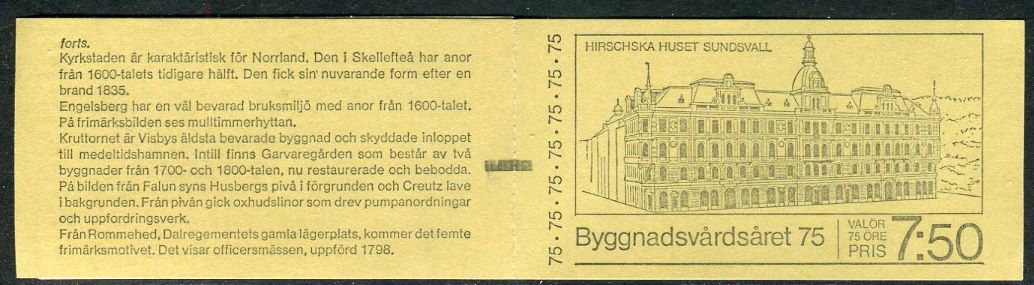 forts.
Kyrkstaden är karaktäristisk för Norrland. Den i Skellefteå har anor
från 1600-talets tidigare hälft. Den fick sin nuvarande form efter en
brand 1835.
Engelsberg har en väl bevarad bruksmiljö med anor från 1600-talet.
På frimärksbilden ses mulltimmerhyttan.
Kruttornet är Visbys äldsta bevarade byggnad och skyddade inloppet
till medeltidshamnen. Intill finns Garvaregården som består av två
byggnader från 1700- och 1800-talen, nu restaurerade och bebodda.
På bilden från Falun syns Husbergs pivå i förgrunden och Creutz lave
i bakgrunden. Från pivån gick oxhudslinor som drev pumpanordningar
och uppfordringsverk.
Från Rommehed, Dalregementets gamla lägerplats, kommer det femte
frimärksmotivet. Det visar officersmässen, uppförd 1798.
75 · 75 · 75 · 75 · 75 · 75 · 75
HIRSCHSKA HUSET SUNDSVALL
Byggnadsvårdsåret 75
VALÖR
75 ÖRE
PRIS 7:50